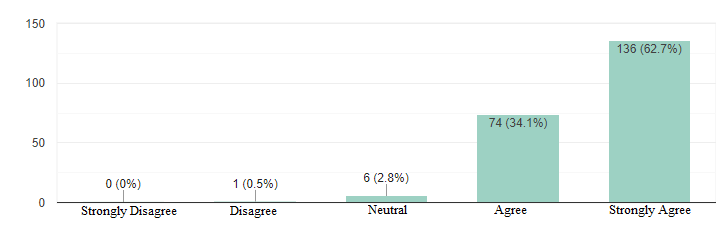 150
136 (62.7%)
100
74 (34.1%)
50
6 (2.8%)
0 (0%)
1 (0.5%)
0
Strongly Disagree
Disagree
Neutral
Agree
Strongly Agree